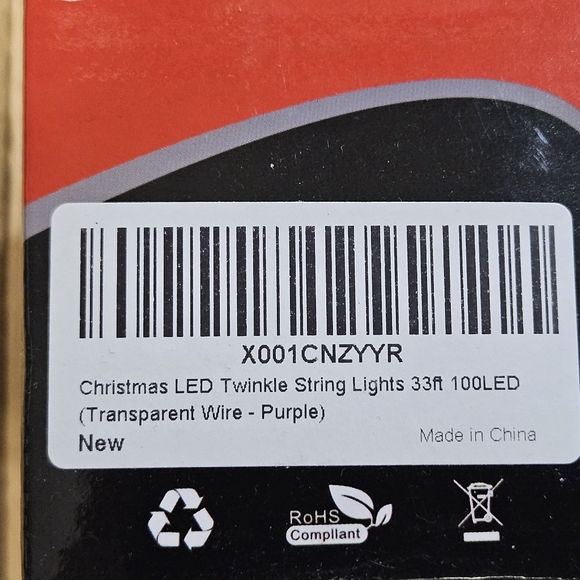 X001CNZYYR
Christmas LED Twinkle String Lights 33ft 100LED
(Transparent Wire - Purple)
New
Made in China
RoHS
Compliant